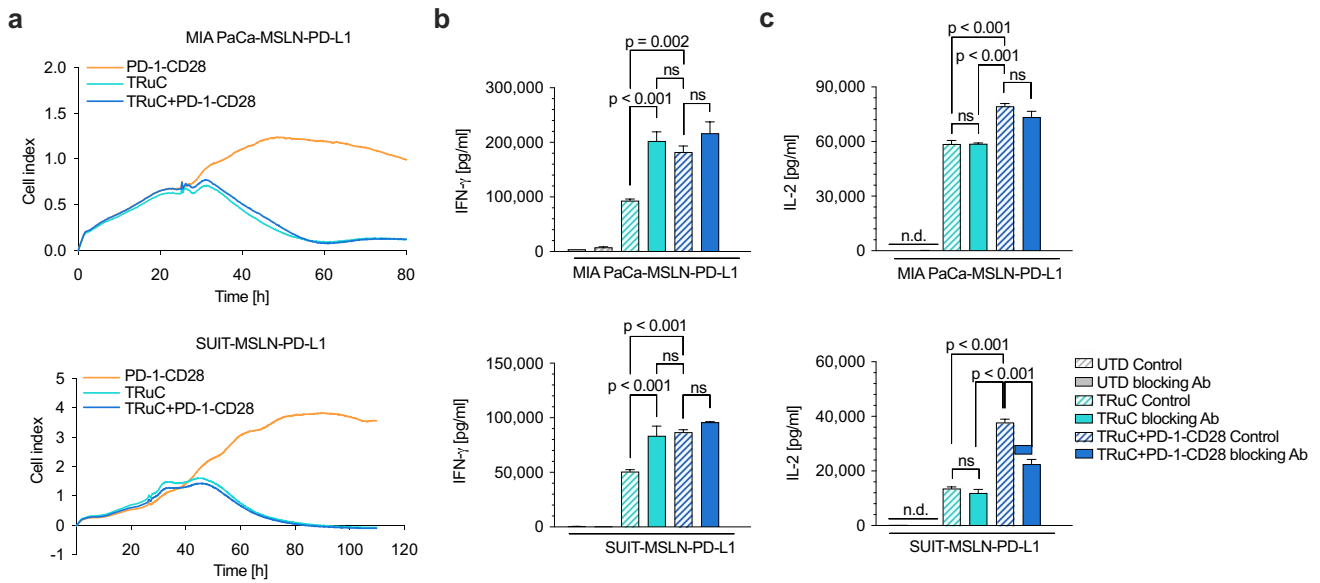 a
MIA PaCa-MSLN-PD-L1
PD-1-CD28
TRuC
TRuC+PD-1-CD28
2.0
1.5
1.0
0.5
0.0
Cell index
0 20 40 60 80
Time [h]
SUIT-MSLN-PD-L1
PD-1-CD28
TRuC
TRuC+PD-1-CD28
5
4
3
2
1
0
-1
Cell index
0 20 40 60 80 100 120
Time [h]
b
p = 0.002
ns
p < 0.001
ns
300,000
200,000
100,000
0
IFN-γ [pg/ml]
MIA PaCa-MSLN-PD-L1
p < 0.001
ns
p < 0.001
ns
150,000
100,000
50,000
0
IFN-γ [pg/ml]
SUIT-MSLN-PD-L1
c
p < 0.001
p < 0.001
ns
ns
90,000
60,000
30,000
0
IL-2 [pg/ml]
n.d.
MIA PaCa-MSLN-PD-L1
p < 0.001
p < 0.001
ns
60,000
40,000
20,000
0
IL-2 [pg/ml]
n.d.
SUIT-MSLN-PD-L1
UTD Control
UTD blocking Ab
TRuC Control
TRuC blocking Ab
TRuC+PD-1-CD28 Control
TRuC+PD-1-CD28 blocking Ab